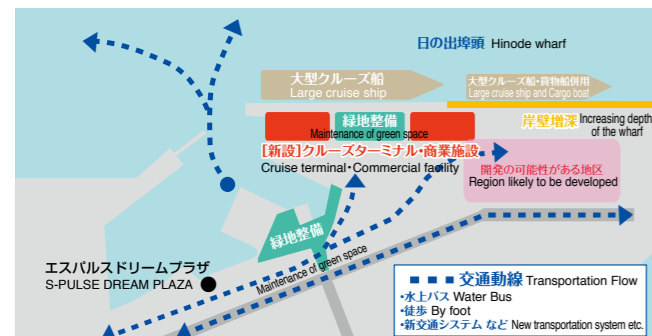 日の出埠頭 Hinode wharf
大型クルーズ船
Large cruise ship
大型クルーズ船・貨物船併用
Large cruise ship and Cargo boat
緑地整備
Maintenance of green space
岸壁増深 Increasing depth
of the wharf
[新設]クルーズターミナル・商業施設
Cruise terminal・Commercial facility
開発の可能性がある地区
Region likely to be developed
緑地整備
Maintenance of green space
エスパルスドリームプラザ
S-PULSE DREAM PLAZA
交通動線 Transportation Flow
・水上バス Water Bus
・徒歩 By foot
・新交通システム など New transportation system etc.